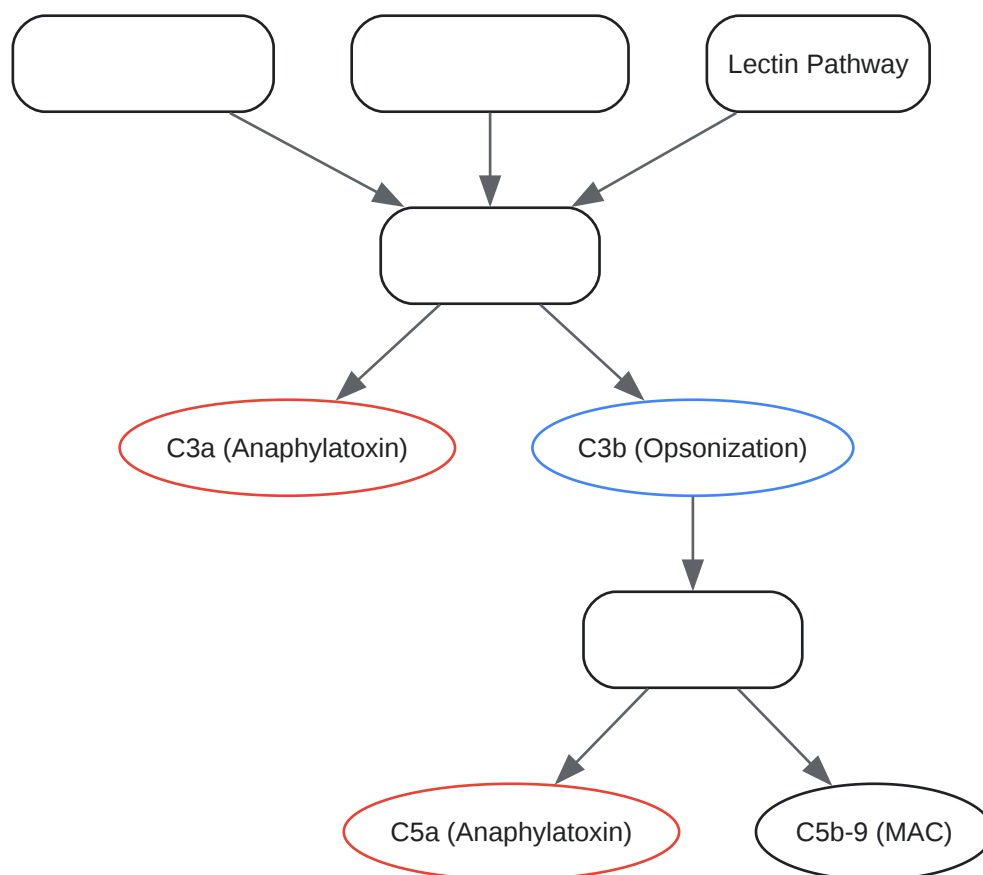 Lectin Pathway
C3a (Anaphylatoxin)
C3b (Opsonization)
C5a (Anaphylatoxin)
C5b-9 (MAC)